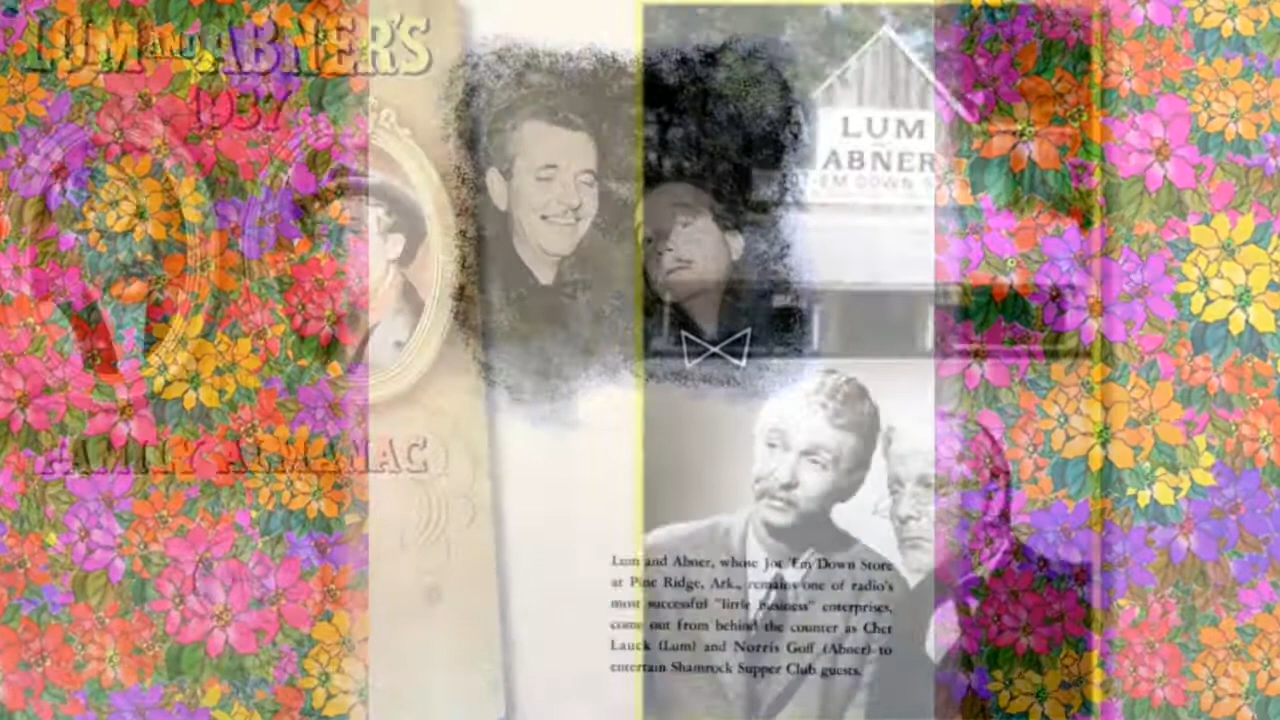 LUM AND ABNER'S
1937
FAMILY ALMANAC
LUM
ABNER
'EM DOWN
Lum and Abner, whose Jot 'Em Down Store
at Pine Ridge, Ark., remains one of radio's
most successful "little business" enterprises,
come out from behind the counter as Chet
Lauck (Lum) and Norris Goff (Abner) to
entertain Shamrock Supper Club guests.